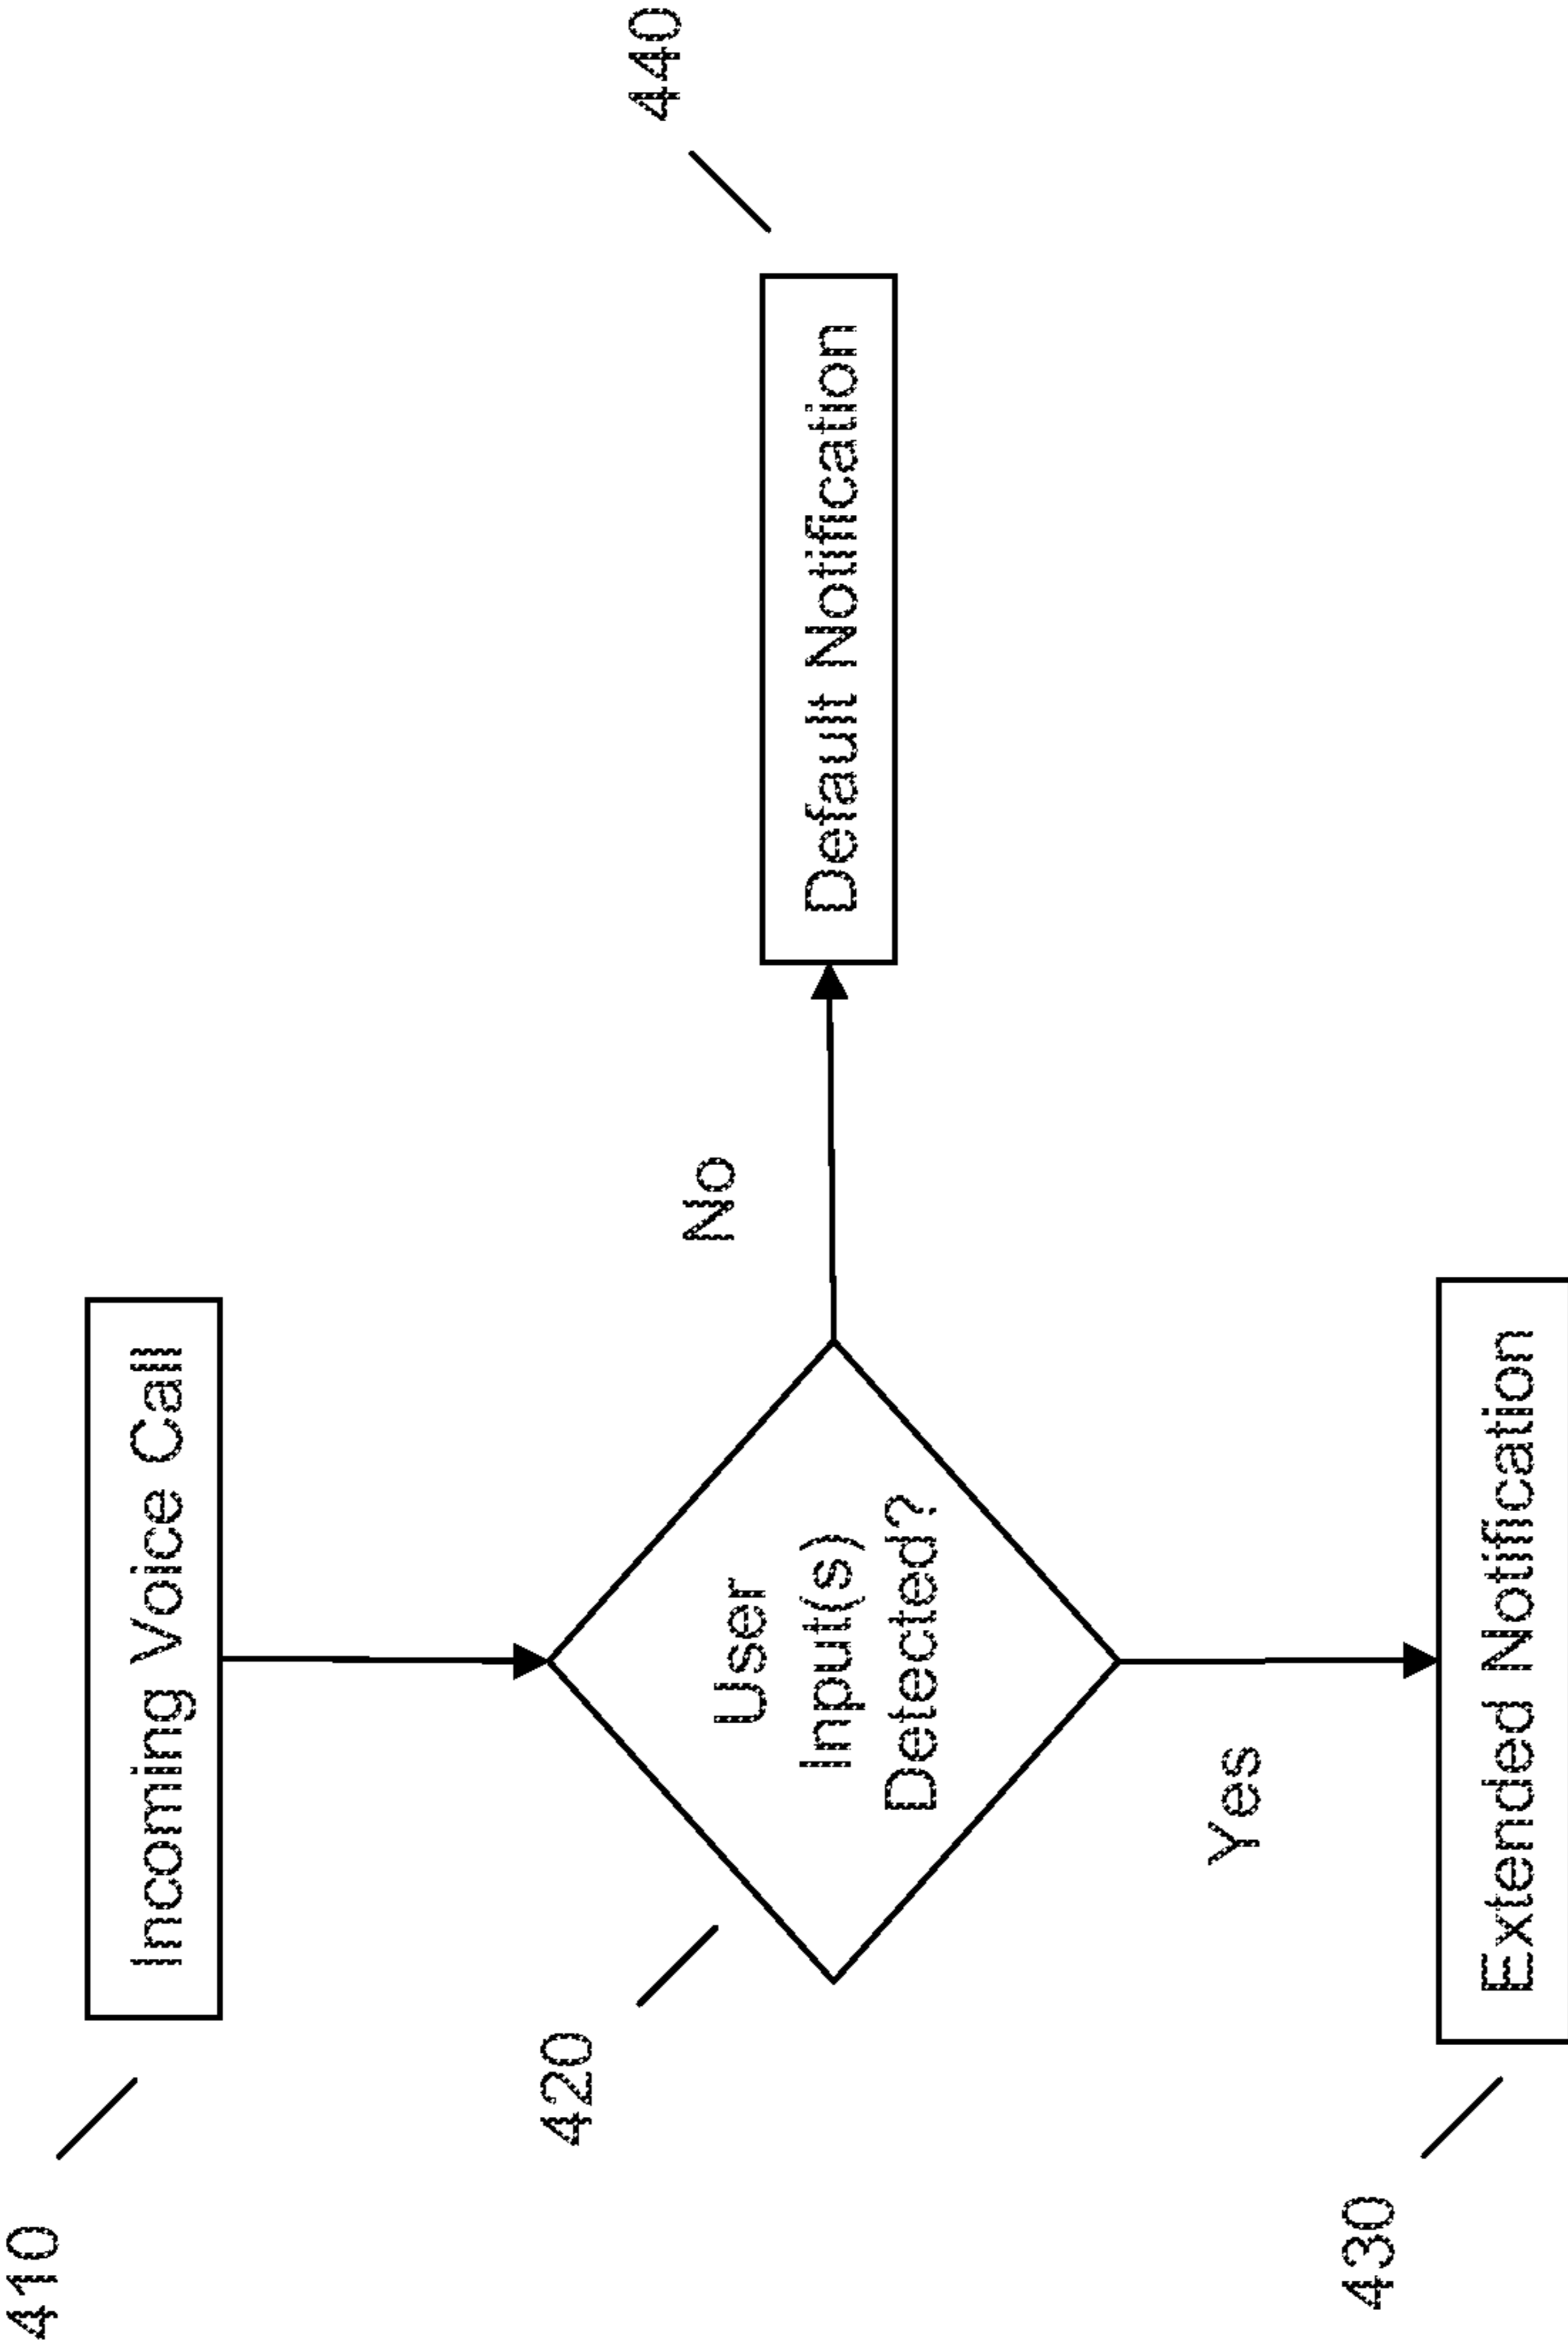 410
Incoming Voice Call
420
User
Input(s)
Detected?
No
Default Notification
440
Yes
430
Extended Notification